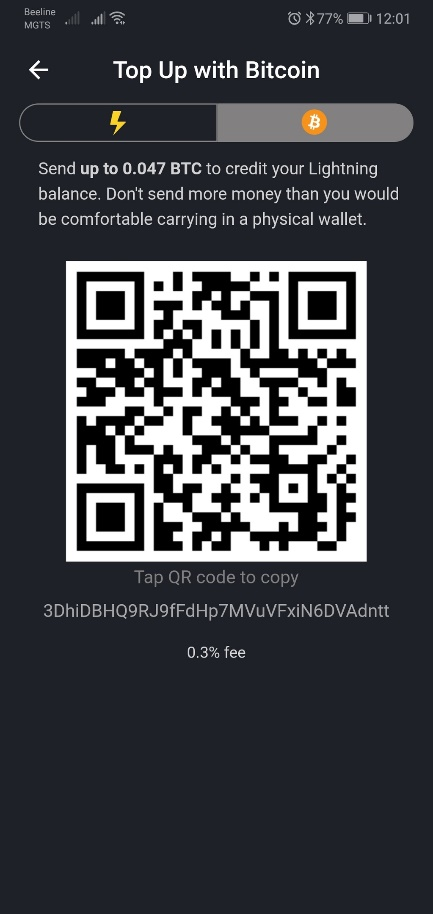 Beeline
MGTS
77%
12:01
Top Up with Bitcoin
Send up to 0.047 BTC to credit your Lightning
balance. Don't send more money than you would
be comfortable carrying in a physical wallet.
Tap QR code to copy
3DhiDBHQ9RJ9fFdHp7MVuVFxiN6DVAdntt
0.3% fee